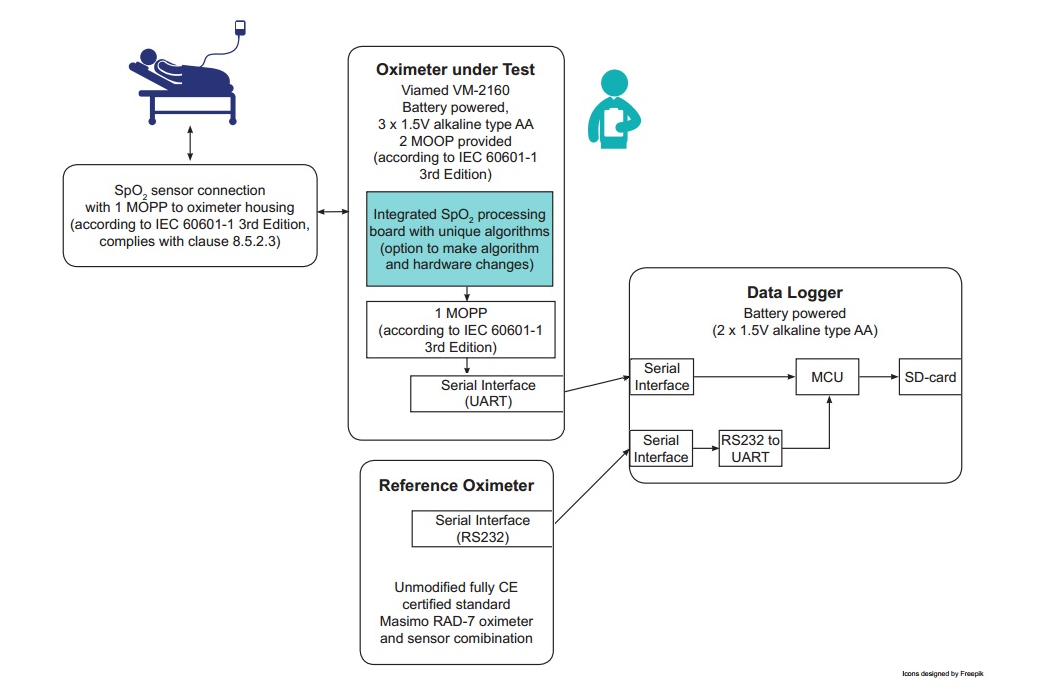 Oximeter under Test
Viamed VM-2160
Battery powered,
3 x 1.5V alkaline type AA
2 MOOP provided
(according to IEC 60601-1
3rd Edition)
SpO2 sensor connection
with 1 MOPP to oximeter housing
(according to IEC 60601-1 3rd Edition,
complies with clause 8.5.2.3)
Integrated SpO2 processing
board with unique algorithms
(option to make algorithm
and hardware changes)
1 MOPP
(according to IEC 60601-1
3rd Edition)
Serial Interface
(UART)
Data Logger
Battery powered
(2 x 1.5V alkaline type AA)
Serial
Interface
MCU
SD-card
Serial
Interface
RS232 to
UART
Reference Oximeter
Serial Interface
(RS232)
Unmodified fully CE
certified standard
Masimo RAD-7 oximeter
and sensor combination
Icons designed by Freepik